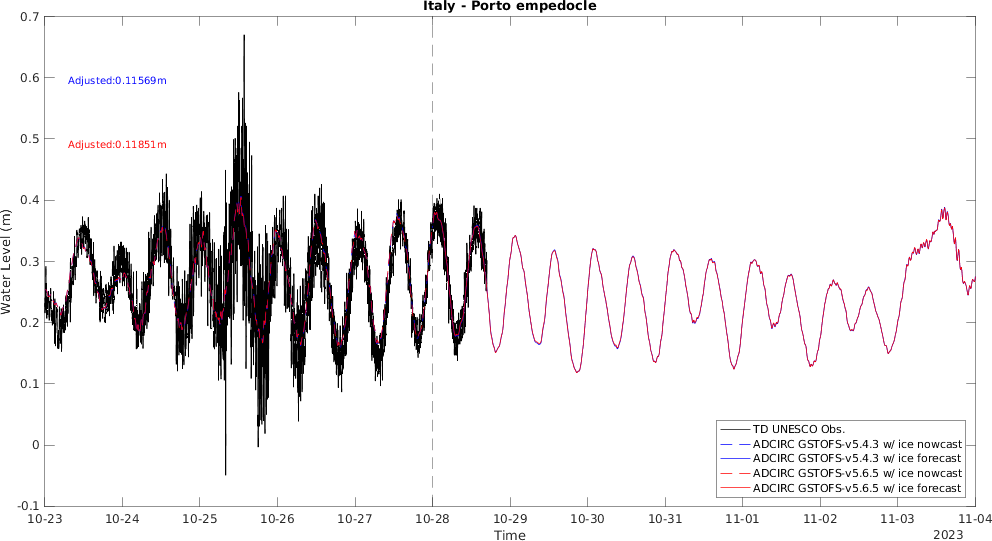 Italy - Porto empedocle
0.7
0.6
0.5
0.4
0.3
0.2
0.1
0
-0.1
Water Level (m)
Adjusted:0.11569m
Adjusted:0.11851m
TD UNESCO Obs.
ADCIRC GSTOFS-v5.4.3 w/ ice nowcast
ADCIRC GSTOFS-v5.4.3 w/ ice forecast
ADCIRC GSTOFS-v5.6.5 w/ ice nowcast
ADCIRC GSTOFS-v5.6.5 w/ ice forecast
10-23 10-24 10-25 10-26 10-27 10-28 10-29 10-30 10-31 11-01 11-02 11-03 11-04
Time
2023